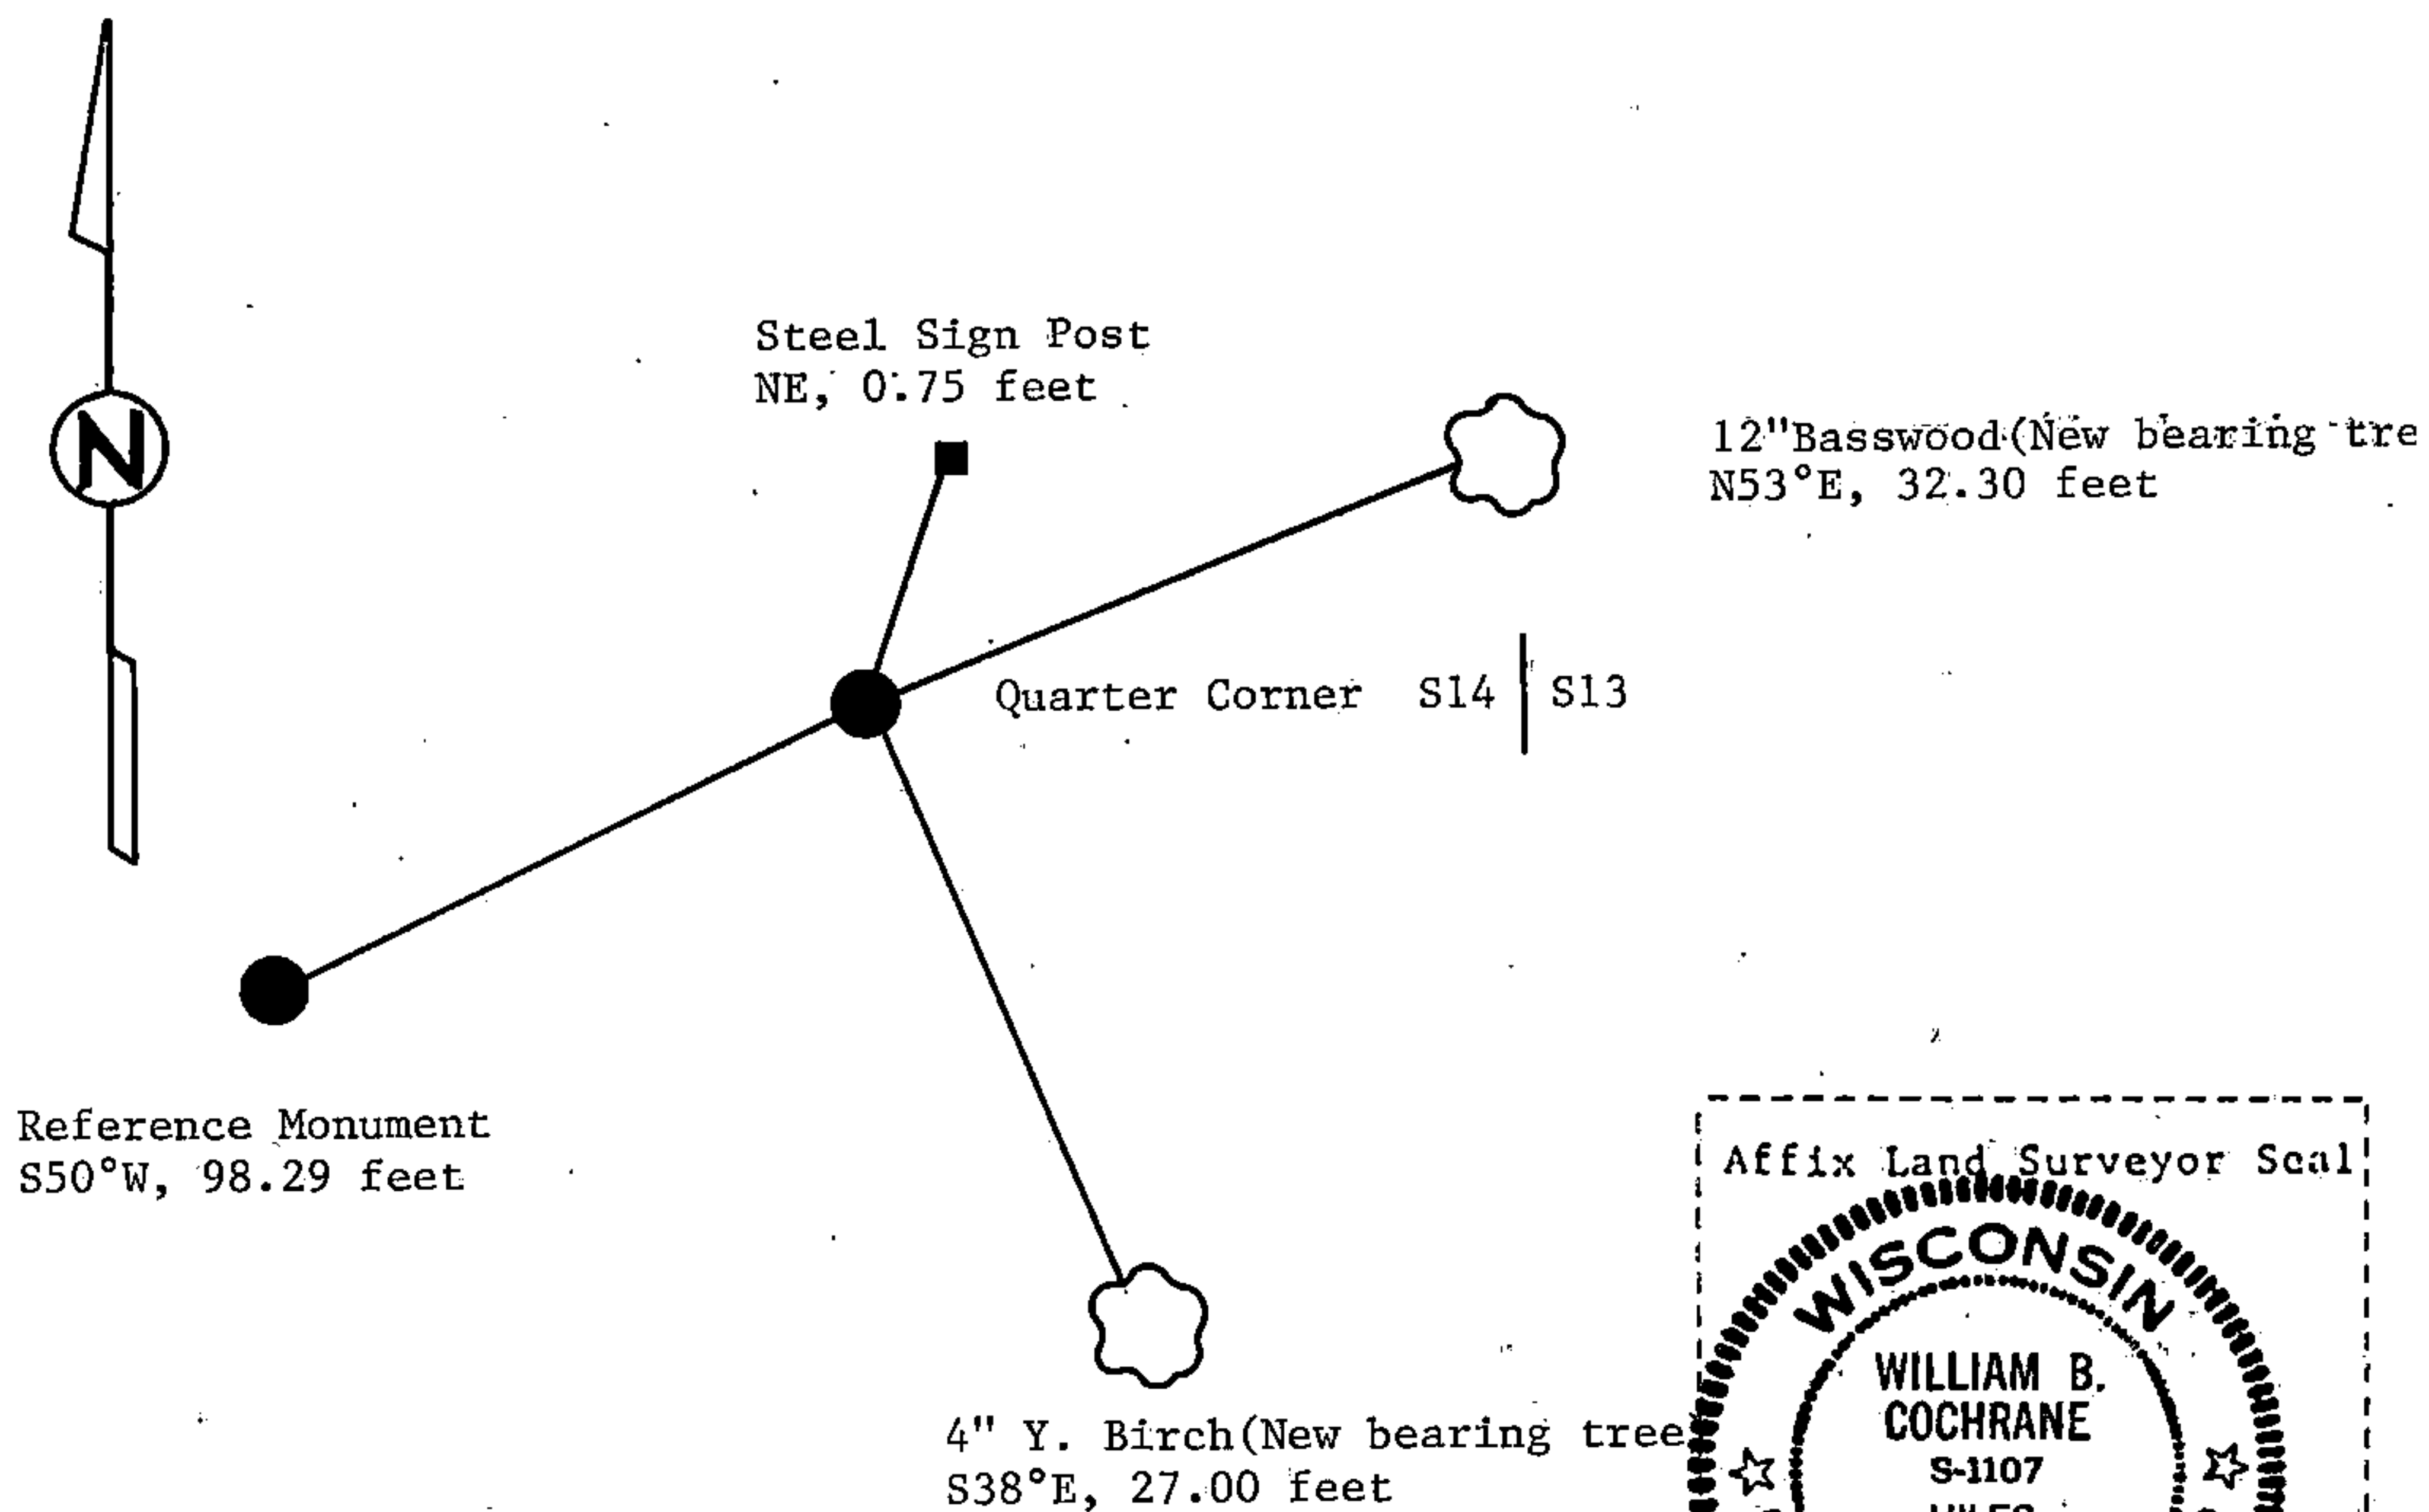 Steel Sign Post
NE, 0.75 feet
12"Basswood(New bearing tre
N53°E, 32.30 feet
N
Quarter Corner S14 | S13
Reference Monument
S50°W, 98.29 feet
4" Y. Birch(New bearing tree
S38°E, 27.00 feet
Affix Land Surveyor Seal
WISCONSIN
WILLIAM B.
COCHRANE
S-1107